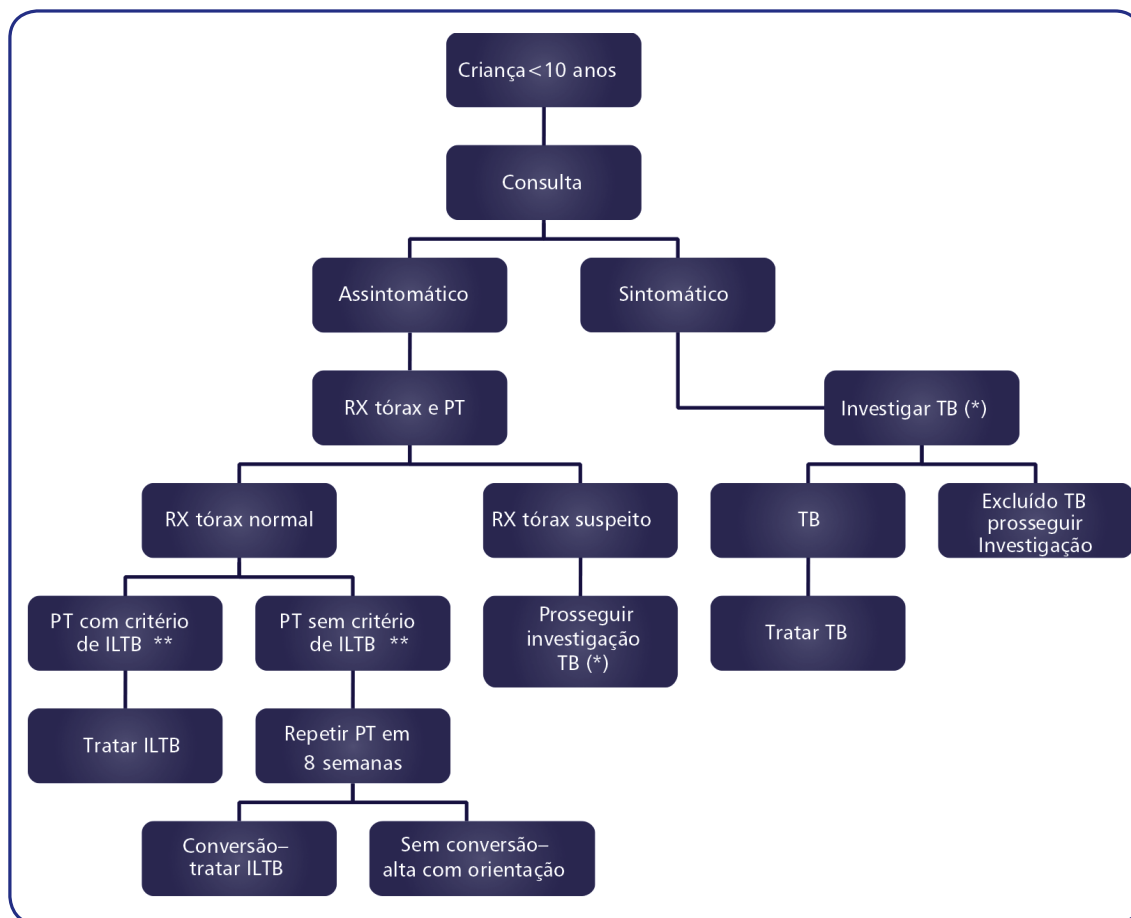 Criança<10 anos
Consulta
Assintomático
Sintomático
RX tórax e PT
Investigar TB (*)
RX tórax normal
RX tórax suspeito
TB
Excluído TB
prosseguir
Investigação
PT com critério
de ILTB **
PT sem critério
de ILTB **
Prosseguir
investigação
TB (*)
Tratar TB
Tratar ILTB
Repetir PT em
8 semanas
Conversão–
tratar ILTB
Sem conversão–
alta com orientação